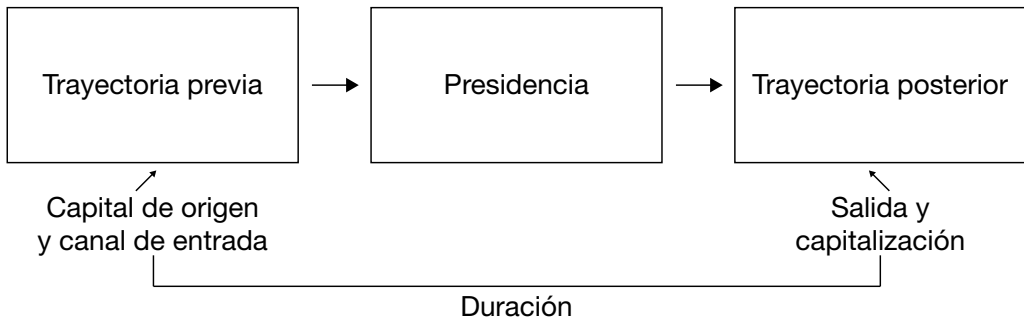 Trayectoria previa
Presidencia
Trayectoria posterior
Capital de origen
y canal de entrada
Salida y
capitalización
Duración